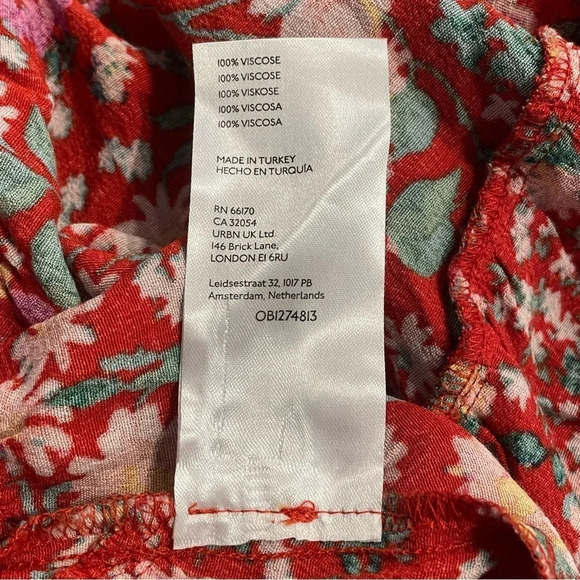 100% VISCOSE
100% VISCOSE
100% VISKOSE
100% VISCOSA
100% VISCOSA
MADE IN TURKEY
HECHO EN TURQUÍA
RN 66170
CA 32054
URBN UK Ltd.
146 Brick Lane,
LONDON E1 6RU
Leidsestraat 32, 1017 PB
Amsterdam, Netherlands
OB1274813